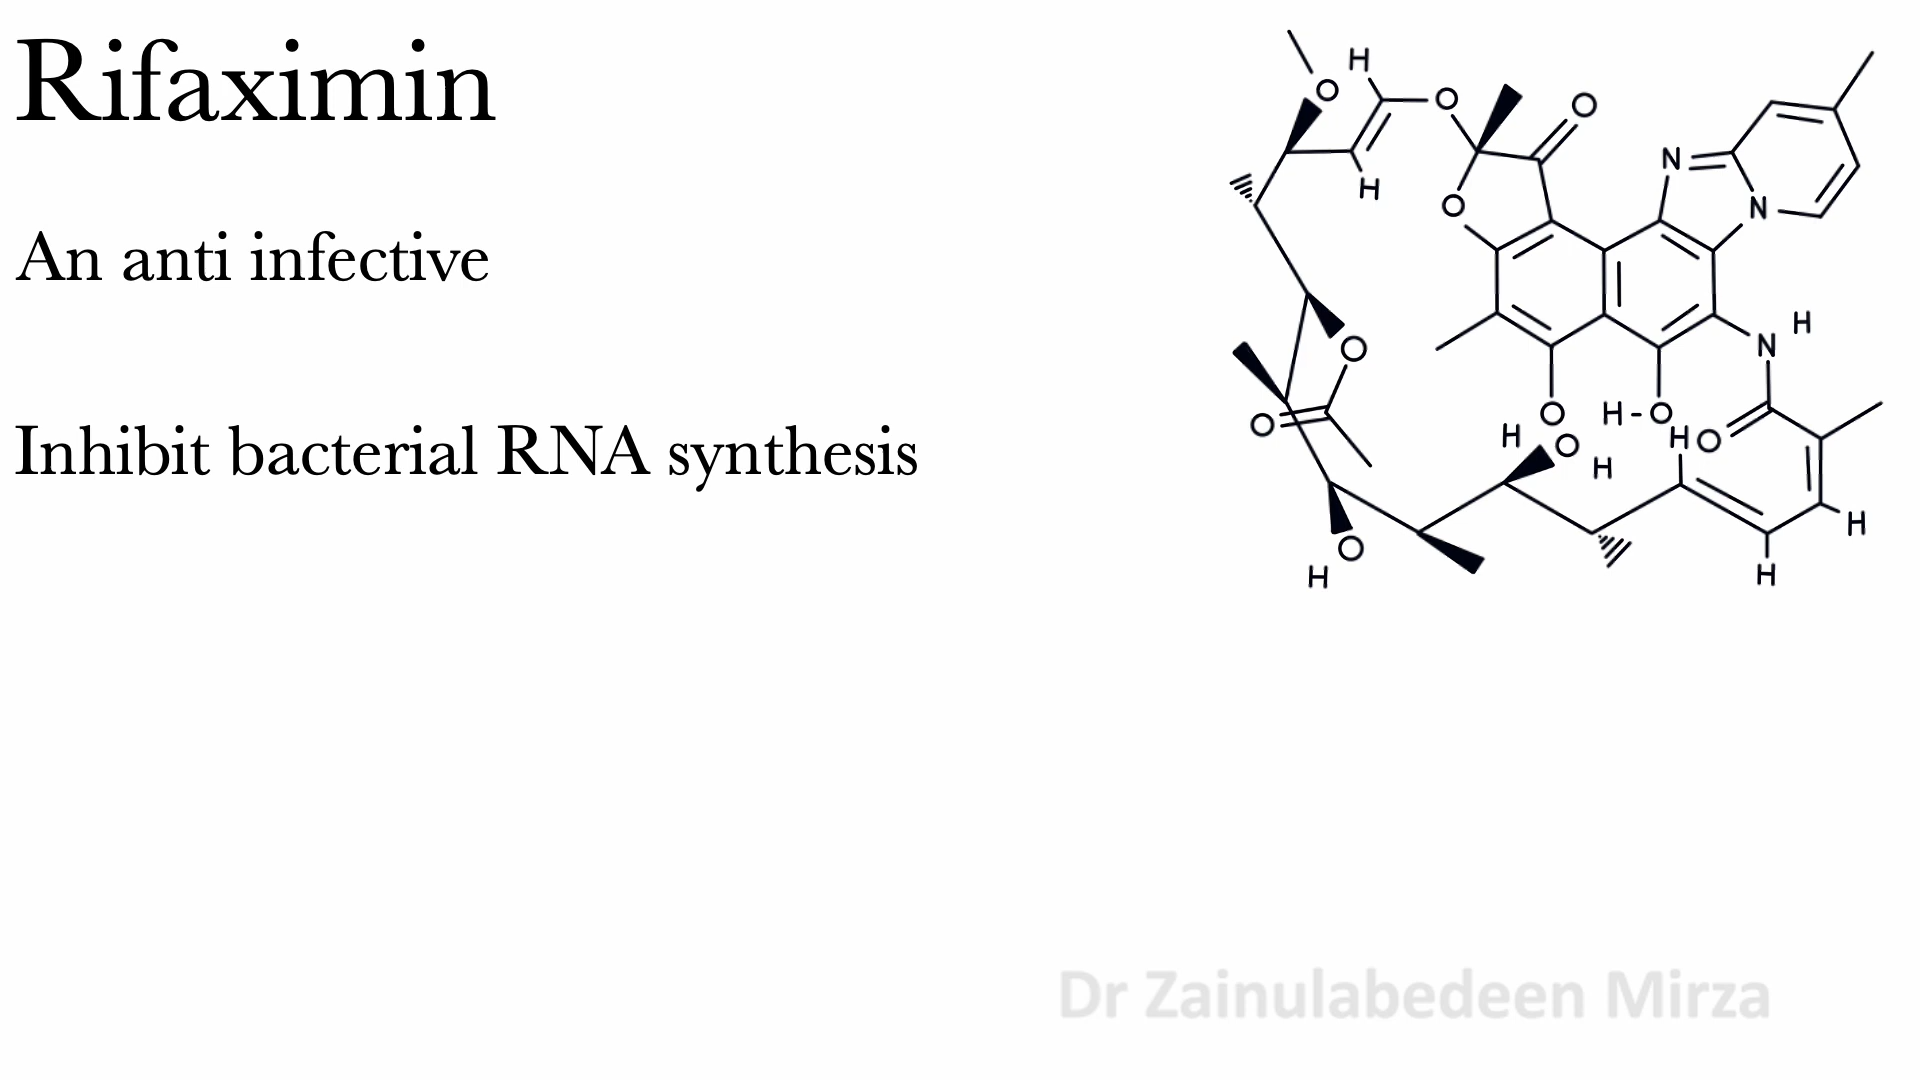 Rifaximin
An anti infective
Inhibit bacterial RNA synthesis
O
H
O
O
N
N
H
O
O
H
N
O
O
H-O
O
H
O
H
H
O
H
O
H
H
Dr Zainulabedeen Mirza